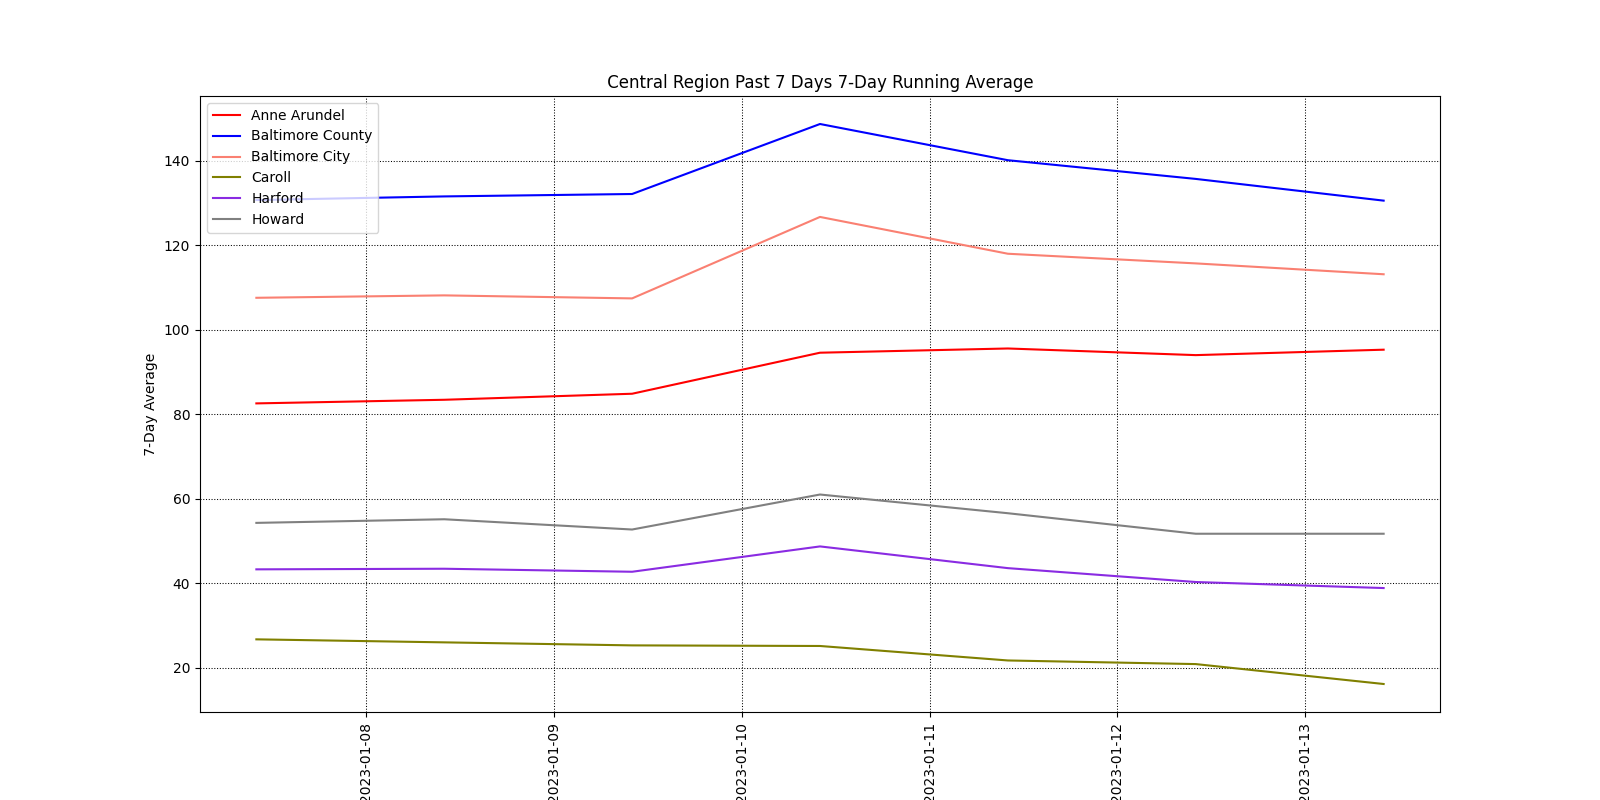 Central Region Past 7 Days 7-Day Running Average
Anne Arundel
Baltimore County
Baltimore City
Caroll
Harford
Howard
140
120
100
80
60
40
20
7-Day Average
2023-01-08
2023-01-09
2023-01-10
2023-01-11
2023-01-12
2023-01-13